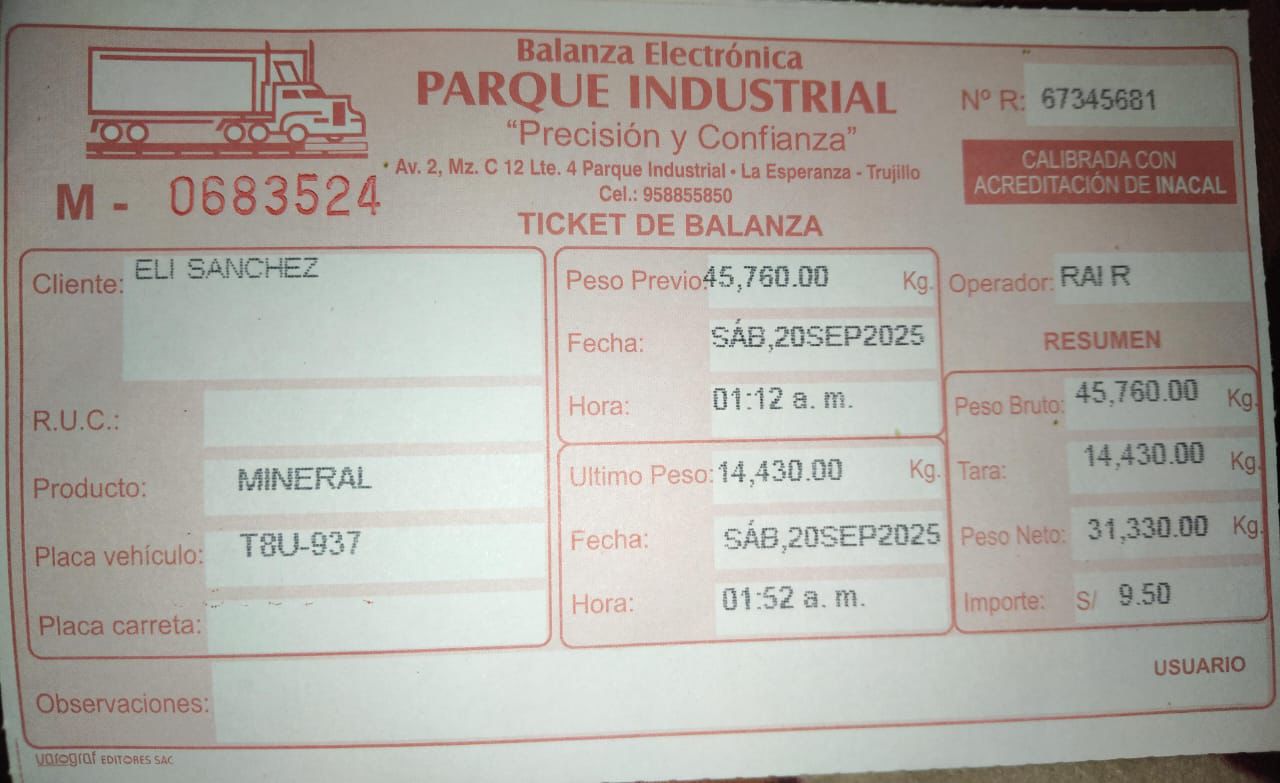 Balanza Electrónica
PARQUE INDUSTRIAL
“Precisión y Confianza”
Av. 2, Mz. C 12 Lte. 4 Parque Industrial • La Esperanza - Trujillo
Cel.: 958855850
Nº R: 67345681
CALIBRADA CON
ACREDITACIÓN DE INACAL
M - 0683524
TICKET DE BALANZA
Cliente: ELI SANCHEZ
R.U.C.:
Producto: MINERAL
Placa vehículo: T8U-937
Placa carreta:
Peso Previo: 45,760.00 Kg.
Fecha: SÁB,20SEP2025
Hora: 01:12 a. m.
Ultimo Peso: 14,430.00 Kg.
Fecha: SÁB,20SEP2025
Hora: 01:52 a. m.
Operador: RAI R
RESUMEN
Peso Bruto: 45,760.00 Kg.
Tara: 14,430.00 Kg.
Peso Neto: 31,330.00 Kg.
Importe: S/ 9.50
Observaciones:
USUARIO
varograf EDITORES SAC